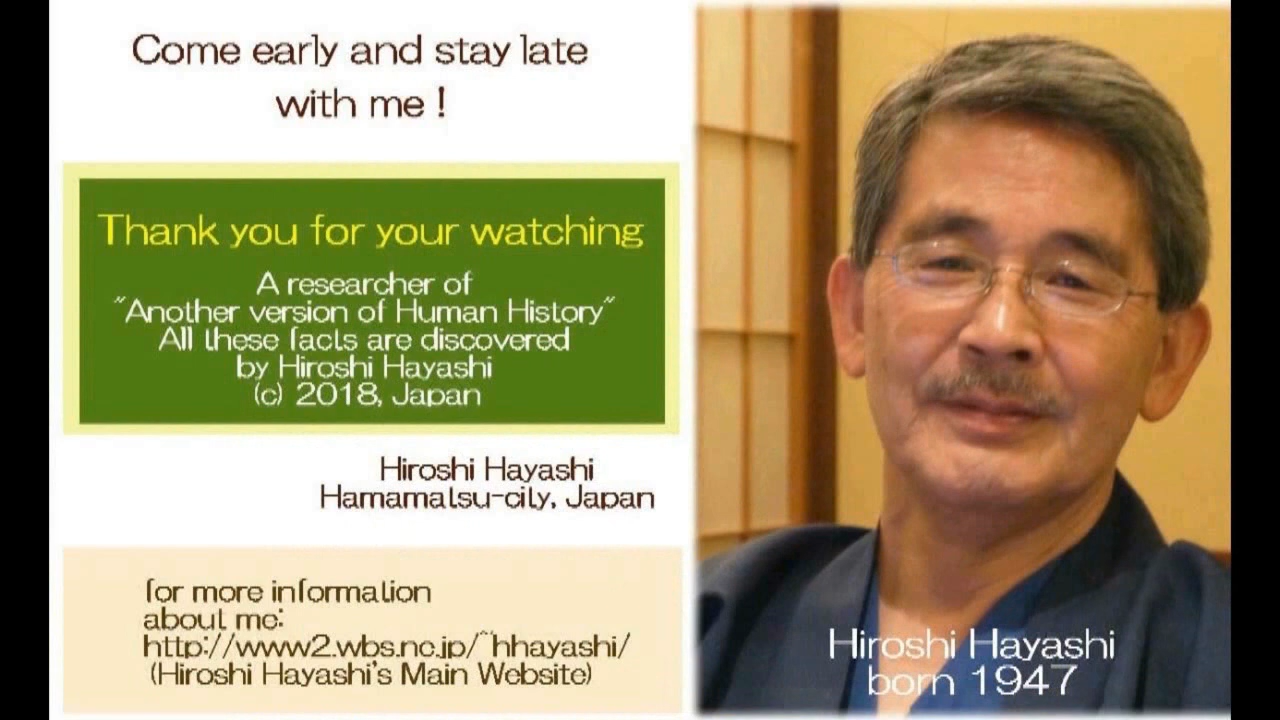 Come early and stay late
with me !
Thank you for your watching
A researcher of
"Another version of Human History"
All these facts are discovered
by Hiroshi Hayashi
(c) 2018, Japan
Hiroshi Hayashi
Hamamatsu-city, Japan
for more information
about me:
http://www2.wbs.ne.jp/~hhayashi/
(Hiroshi Hayashi's Main Website)
Hiroshi Hayashi
born 1947